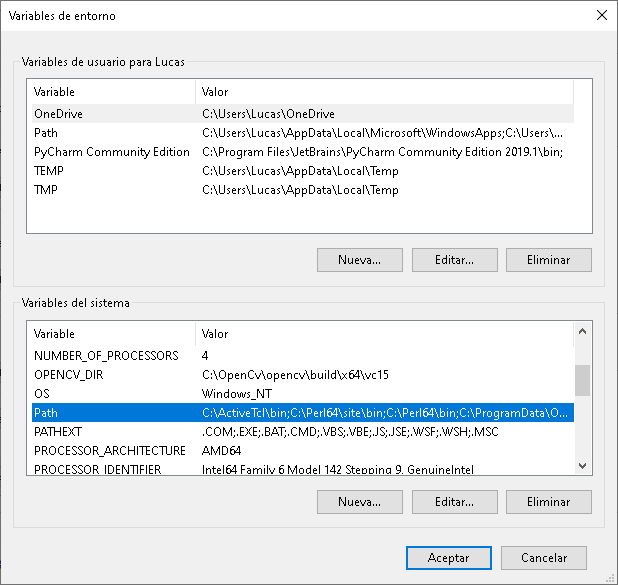 Variables de entorno
Variables de usuario para Lucas
Variable Valor
OneDrive C:\Users\Lucas\OneDrive
Path C:\Users\Lucas\AppData\Local\Microsoft\WindowsApps;C:\Users\...
PyCharm Community Edition C:\Program Files\JetBrains\PyCharm Community Edition 2019.1\bin;
TEMP C:\Users\Lucas\AppData\Local\Temp
TMP C:\Users\Lucas\AppData\Local\Temp
Nueva... Editar... Eliminar
Variables del sistema
Variable Valor
NUMBER_OF_PROCESSORS 4
OPENCV_DIR C:\OpenCv\opencv\build\x64\vc15
OS Windows_NT
Path C:\ActiveTcl\bin;C:\Perl64\site\bin;C:\Perl64\bin;C:\ProgramData\O...
PATHEXT .COM;.EXE;.BAT;.CMD;.VBS;.VBE;.JS;.JSE;.WSF;.WSH;.MSC
PROCESSOR_ARCHITECTURE AMD64
PROCESSOR_IDENTIFIER Intel64 Family 6 Model 142 Stepping 9, GenuineIntel
Nueva... Editar... Eliminar
Aceptar Cancelar